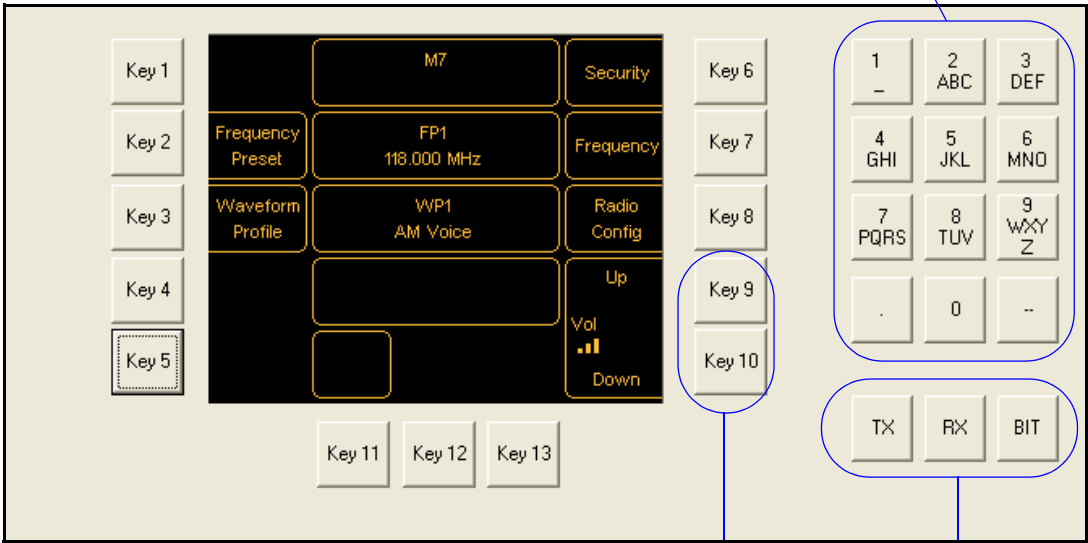 Key 1
Key 2
Key 3
Key 4
Key 5
M7
Security
Frequency
Preset
FP1
118.000 MHz
Frequency
Waveform
Profile
WP1
AM Voice
Radio
Config
Up
Vol
Down
Key 6
Key 7
Key 8
Key 9
Key 10
Key 11
Key 12
Key 13
1
_
2
ABC
3
DEF
4
GHI
5
JKL
6
MNO
7
PQRS
8
TUV
9
WXY
Z
.
0
--
TX
RX
BIT